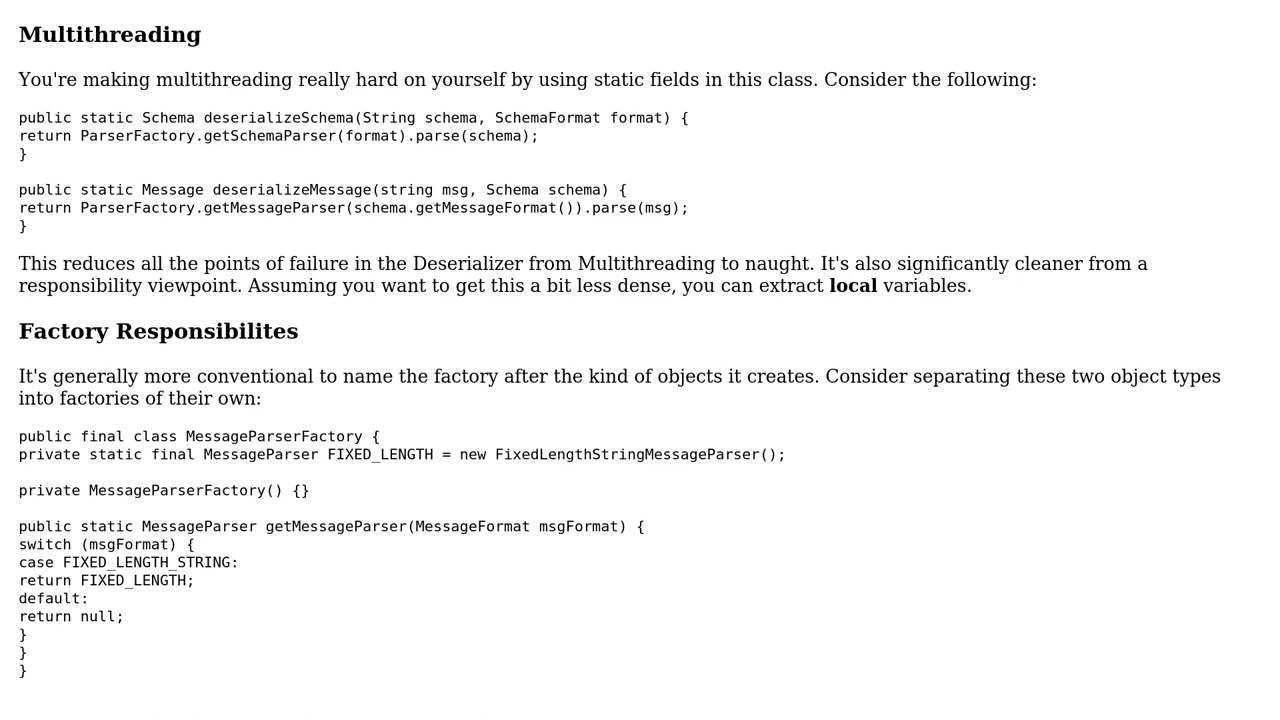 Multithreading
You're making multithreading really hard on yourself by using static fields in this class. Consider the following:
public static Schema deserializeSchema(String schema, SchemaFormat format) {
return ParserFactory.getSchemaParser(format).parse(schema);
}
public static Message deserializeMessage(string msg, Schema schema) {
return ParserFactory.getMessageParser(schema.getMessageFormat()).parse(msg);
}
This reduces all the points of failure in the Deserializer from Multithreading to naught. It's also significantly cleaner from a
responsibility viewpoint. Assuming you want to get this a bit less dense, you can extract local variables.
Factory Responsibilites
It's generally more conventional to name the factory after the kind of objects it creates. Consider separating these two object types
into factories of their own:
public final class MessageParserFactory {
private static final MessageParser FIXED_LENGTH = new FixedLengthStringMessageParser();
private MessageParserFactory() {}
public static MessageParser getMessageParser(MessageFormat msgFormat) {
switch (msgFormat) {
case FIXED_LENGTH_STRING:
return FIXED_LENGTH;
default:
return null;
}
}
}